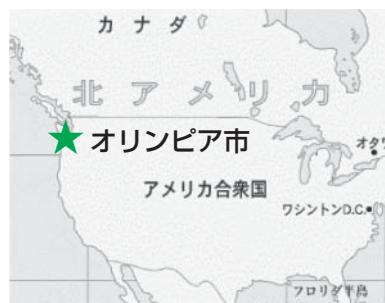 カナダ
北アメリカ
オリンピア市
オタワ
アメリカ合衆国
ワシントンD.C.
フロリダ半島